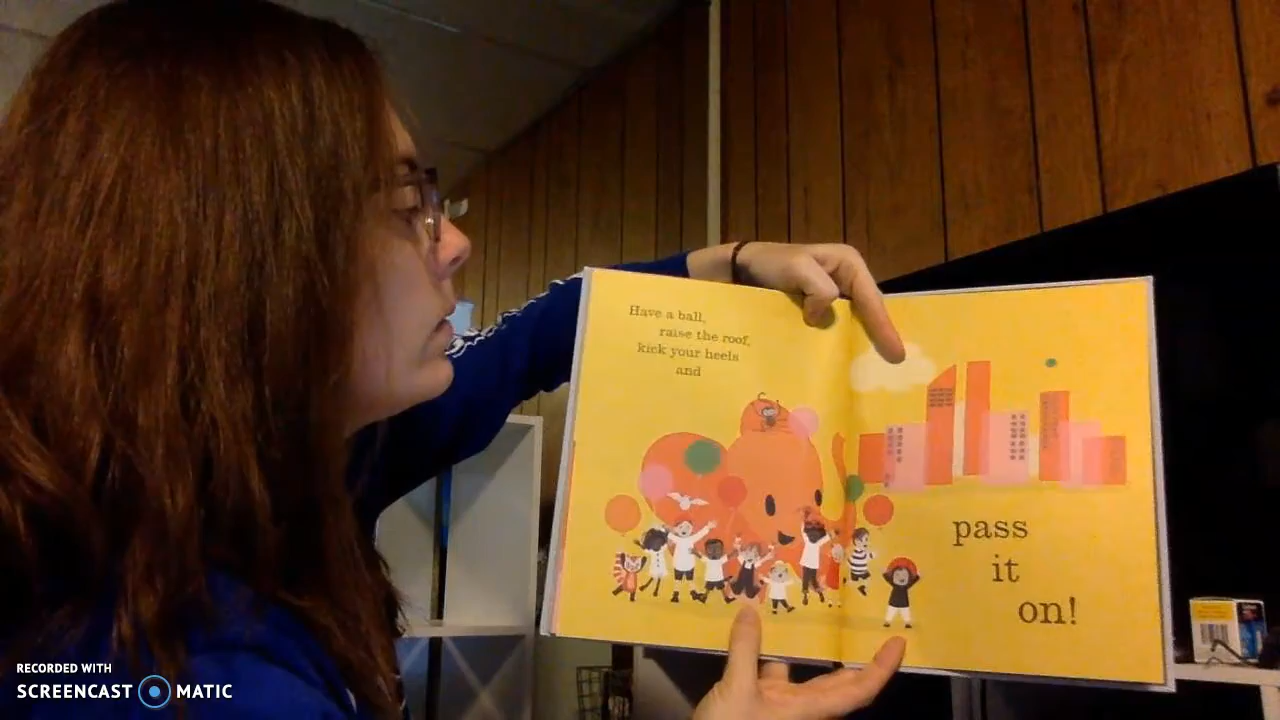 Have a ball,
raise the roof,
kick your heels
and
pass
it
on!
RECORDED WITH
SCREENCAST MATIC